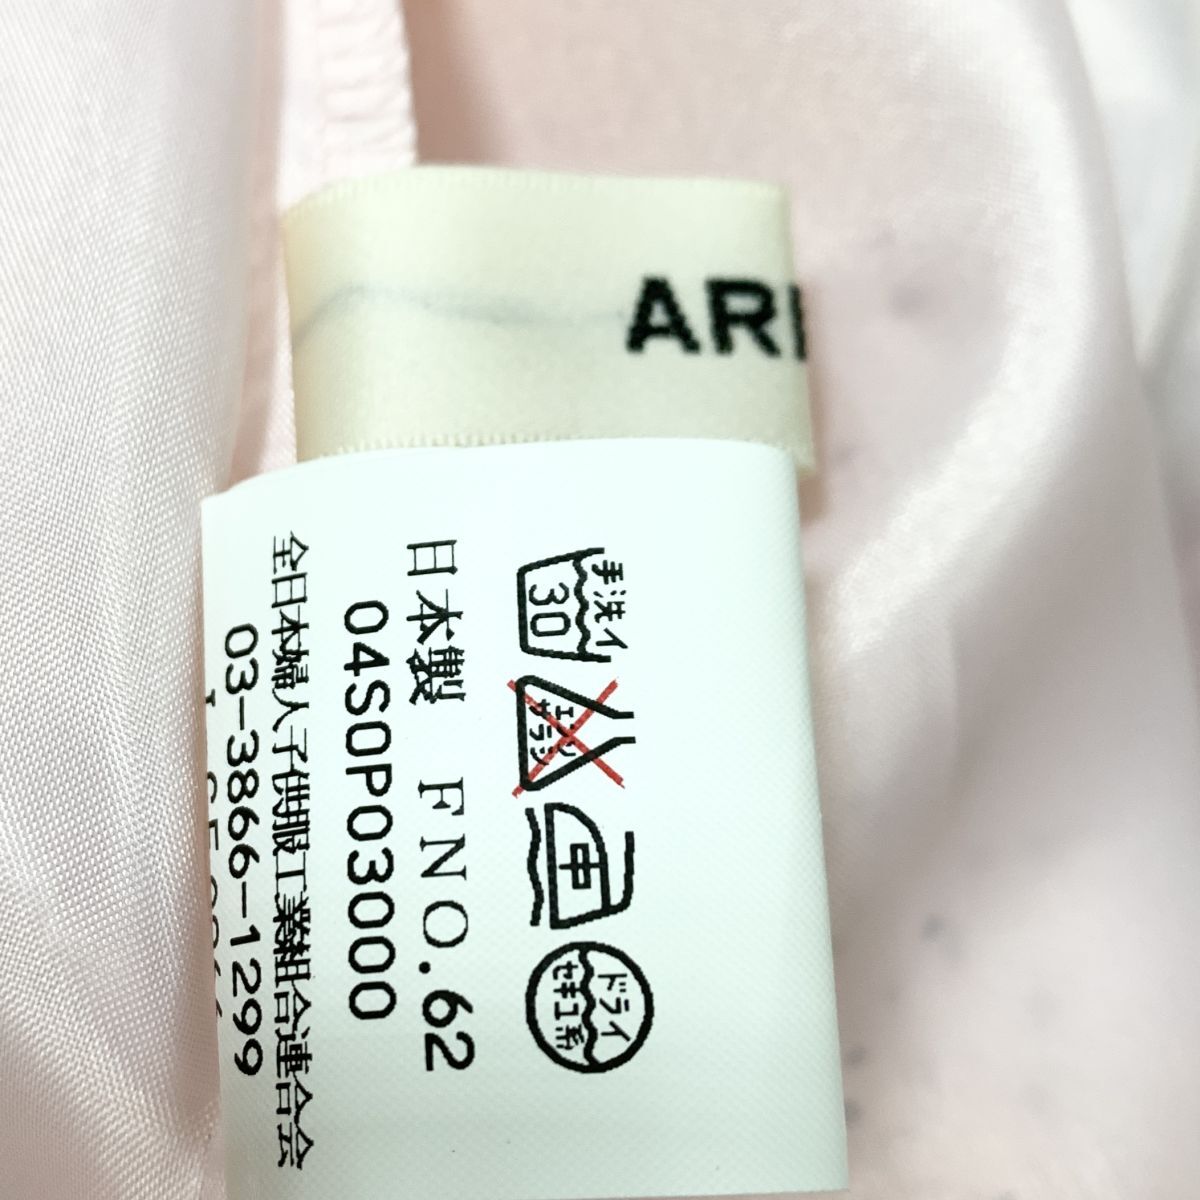 AR
手洗イ
30
エンソ
サラシ
中
ドライ
セキユ系
日本製 FNO.62
04S0P03000
全日本婦人子供服工業組合連合会
03-3866-1299